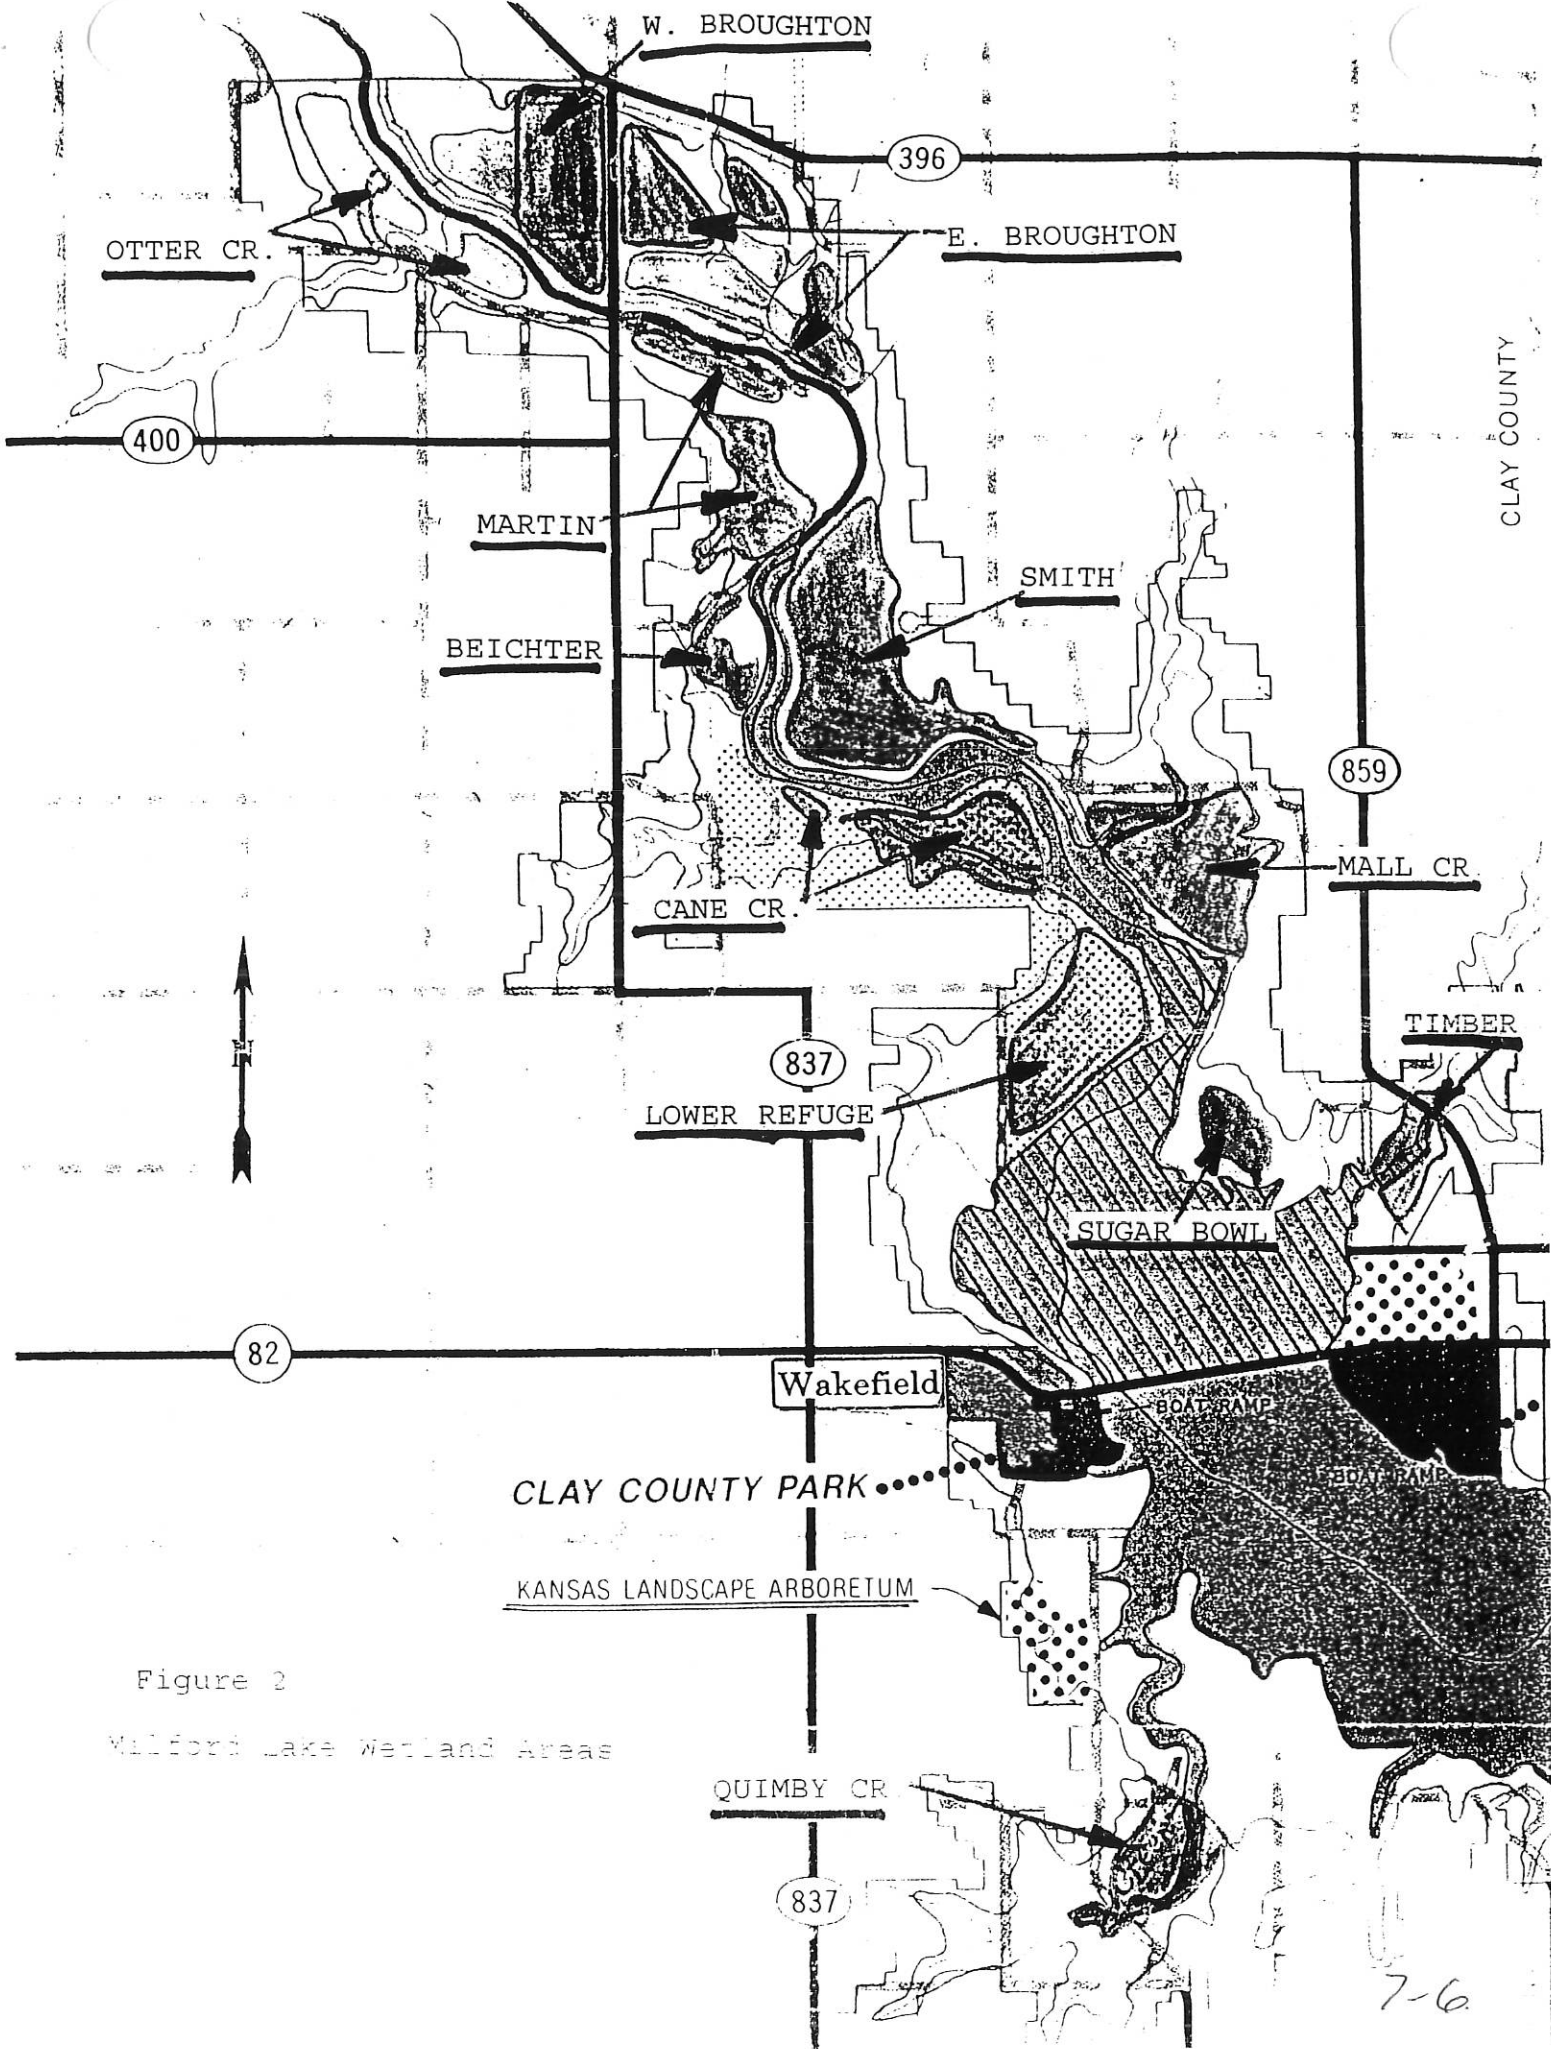 W. BROUGHTON
396
OTTER CR.
E. BROUGHTON
CLAY COUNTY
400
MARTIN
SMITH
BEICHTER
859
MALL CR
CANE CR.
N
TIMBER
837
LOWER REFUGE
SUGAR BOWL
82
Wakefield
BOAT RAMP
BOAT RAMP
CLAY COUNTY PARK
KANSAS LANDSCAPE ARBORETUM
Figure 2
Milford Lake Wetland Areas
QUIMBY CR
837
7-6